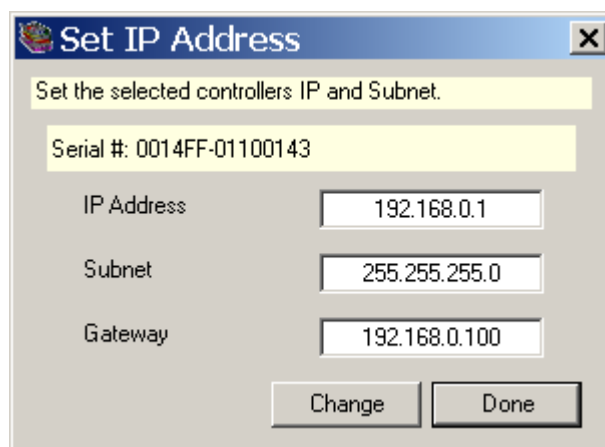 Set IP Address
Set the selected controllers IP and Subnet.
Serial #: 0014FF-01100143
IP Address 192.168.0.1
Subnet 255.255.255.0
Gateway 192.168.0.100
Change Done